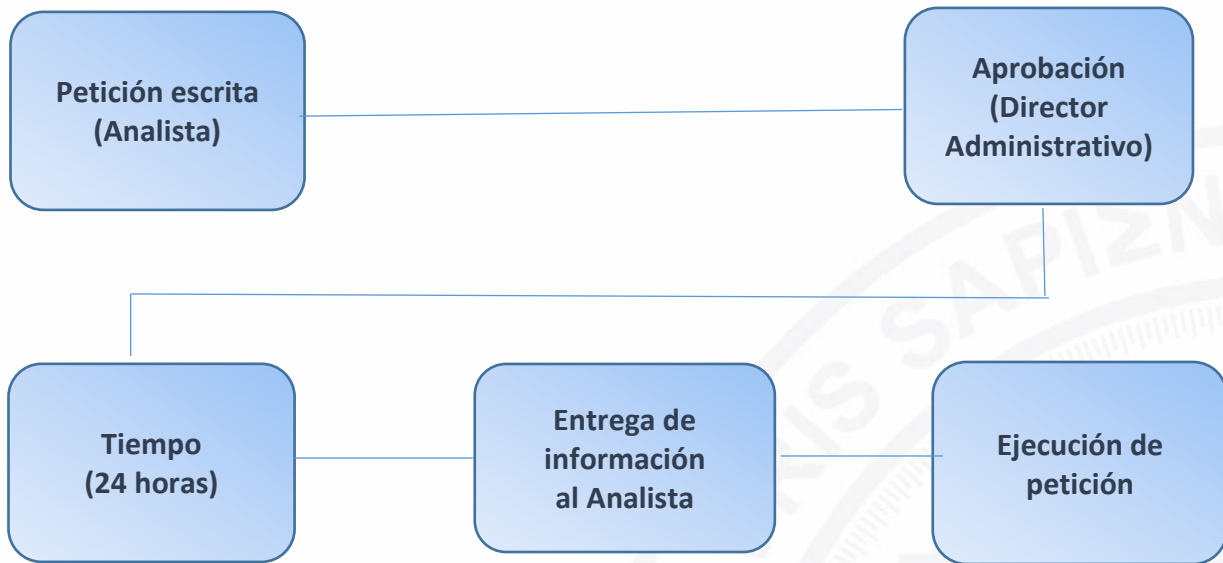 Petición escrita
(Analista)
Aprobación
(Director
Administrativo)
Tiempo
(24 horas)
Entrega de
información
al Analista
Ejecución de
petición